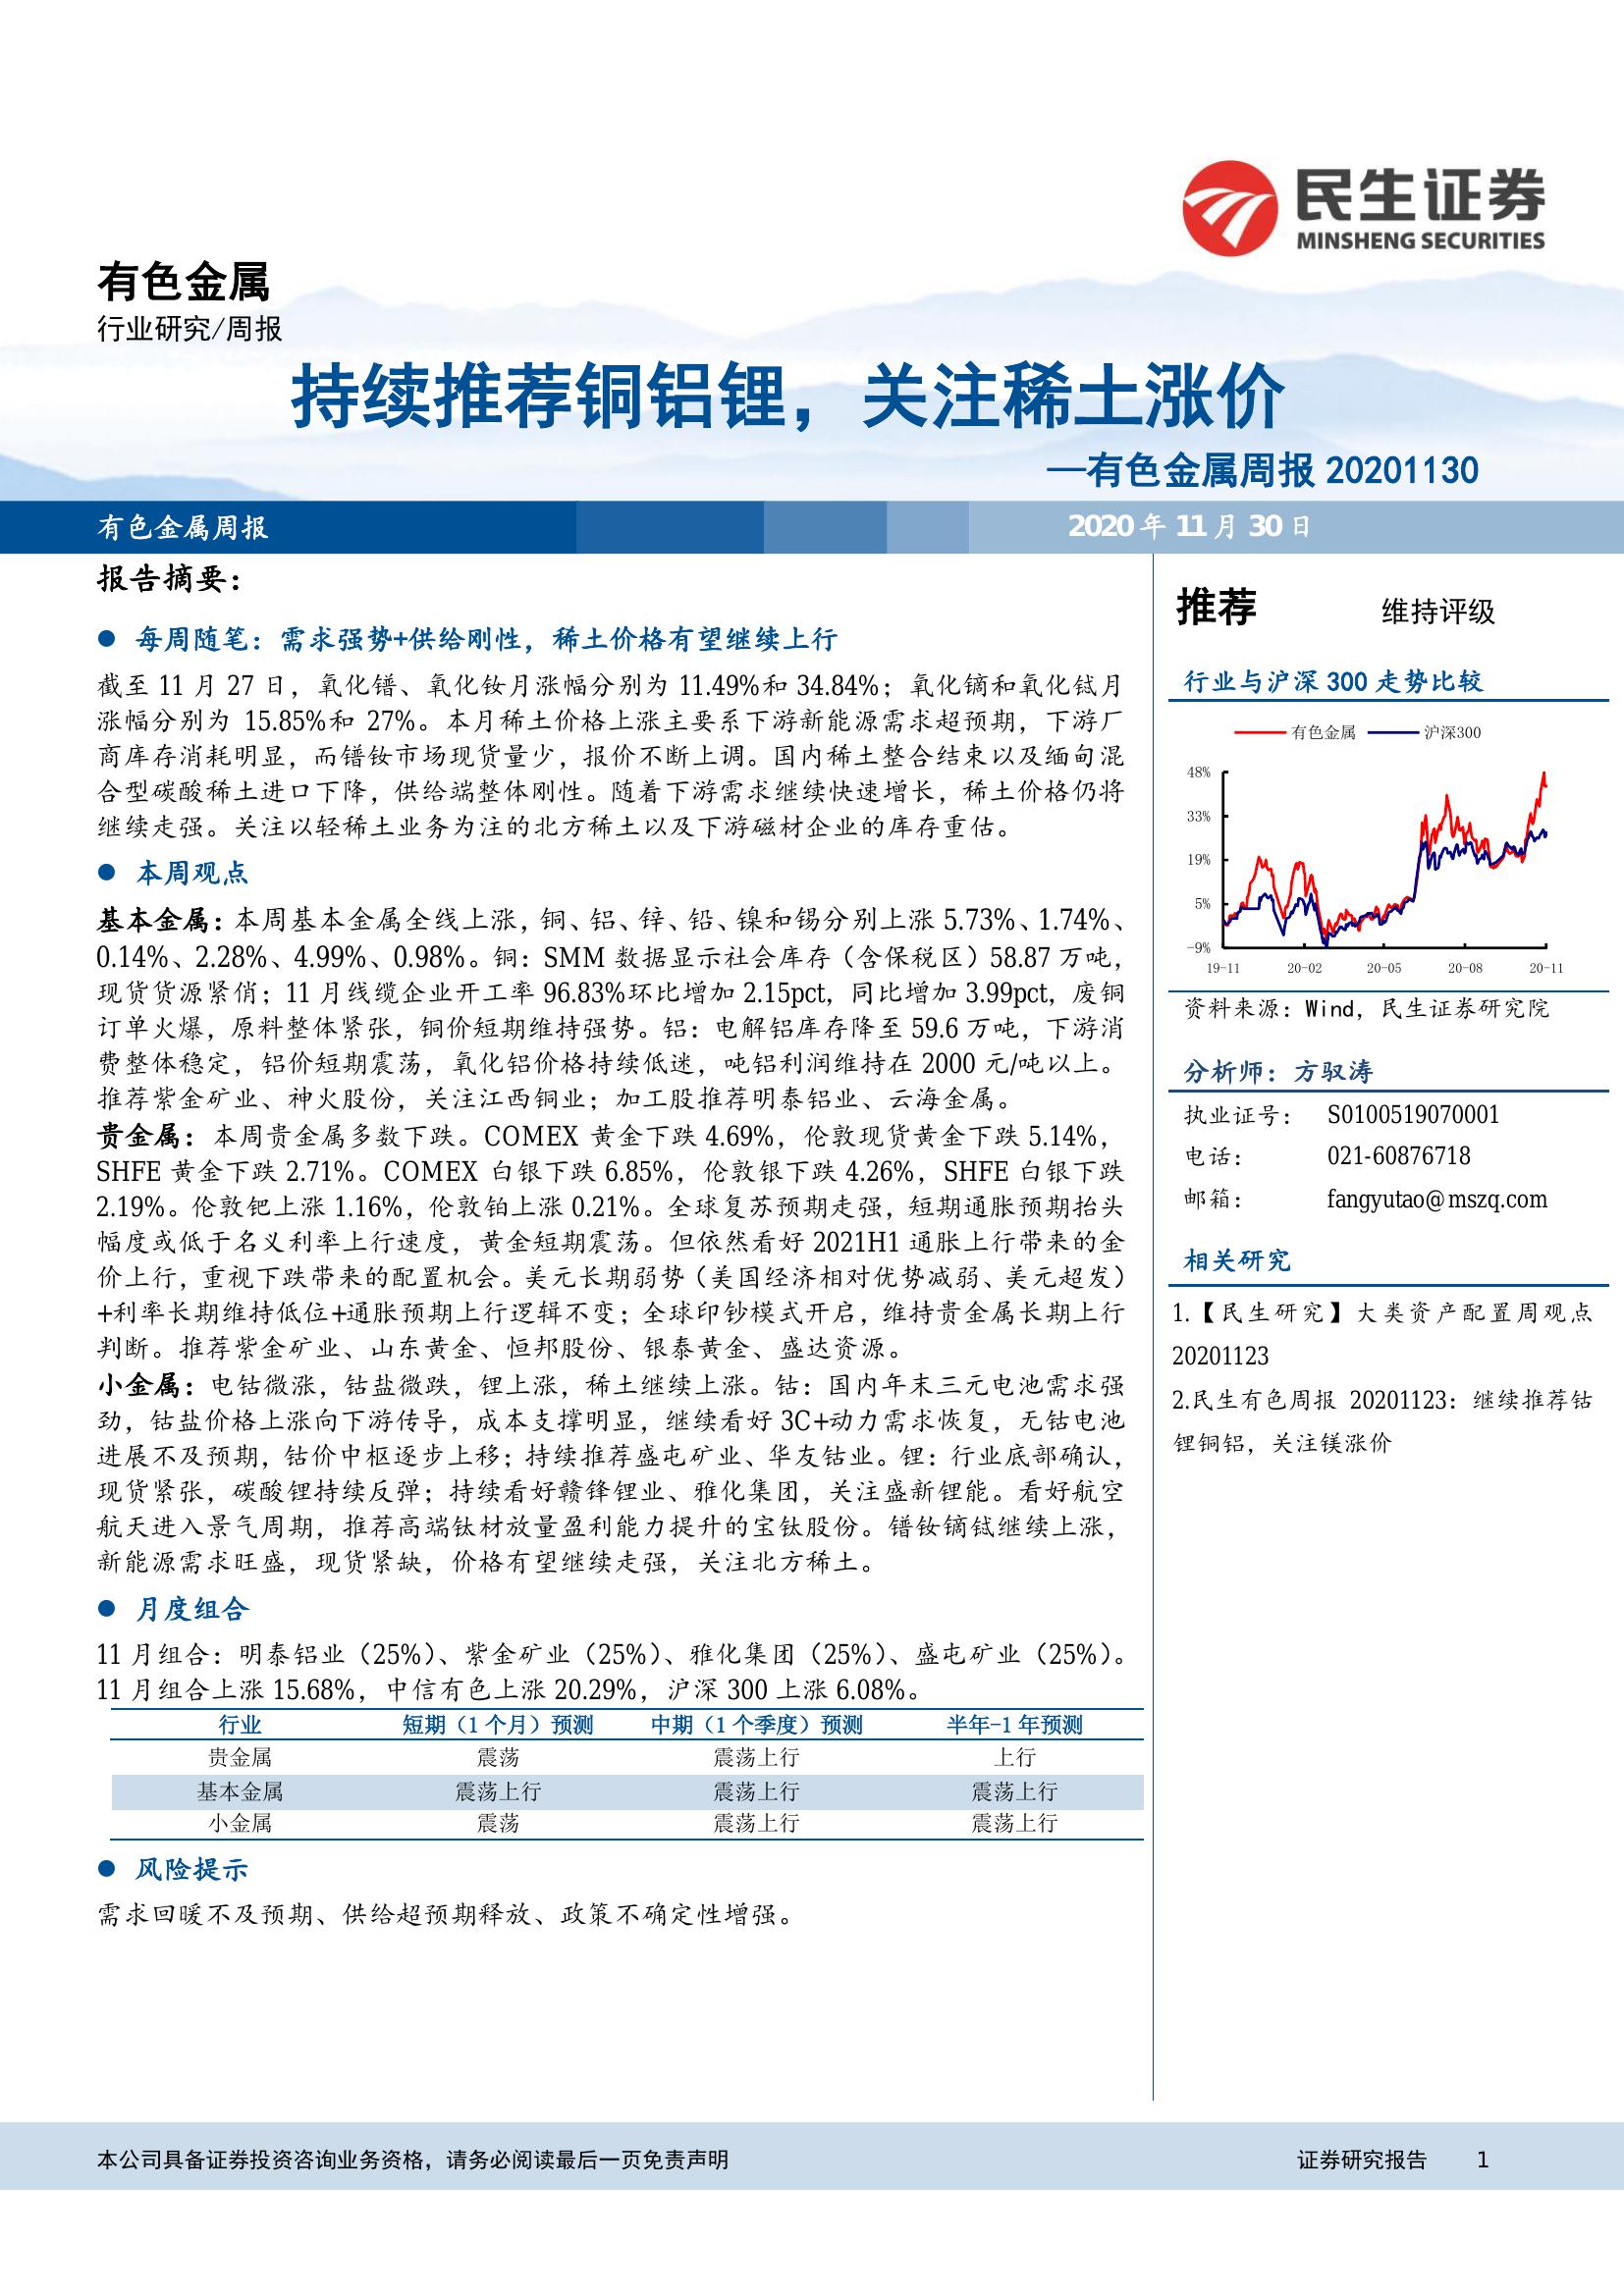 民生证券
MINSHENG SECURITIES
有色金属
行业研究/周报
持续推荐铜铝锂，关注稀土涨价
—有色金属周报 20201130
有色金属周报
2020 年 11 月 30 日
报告摘要：
● 每周随笔：需求强势+供给刚性，稀土价格有望继续上行
截至 11 月 27 日，氧化镨、氧化钕月涨幅分别为 11.49%和 34.84%；氧化镝和氧化铽月
涨幅分别为 15.85%和 27%。本月稀土价格上涨主要系下游新能源需求超预期，下游厂
商库存消耗明显，而镨钕市场现货量少，报价不断上调。国内稀土整合结束以及缅甸混
合型碳酸稀土进口下降，供给端整体刚性。随着下游需求继续快速增长，稀土价格仍将
继续走强。关注以轻稀土业务为注的北方稀土以及下游磁材企业的库存重估。
● 本周观点
基本金属：本周基本金属全线上涨，铜、铝、锌、铅、镍和锡分别上涨 5.73%、1.74%、
0.14%、2.28%、4.99%、0.98%。铜：SMM 数据显示社会库存（含保税区）58.87 万吨，
现货货源紧俏；11 月线缆企业开工率 96.83%环比增加 2.15pct，同比增加 3.99pct，废铜
订单火爆，原料整体紧张，铜价短期维持强势。铝：电解铝库存降至 59.6 万吨，下游消
费整体稳定，铝价短期震荡，氧化铝价格持续低迷，吨铝利润维持在 2000 元/吨以上。
推荐紫金矿业、神火股份，关注江西铜业；加工股推荐明泰铝业、云海金属。
贵金属：本周贵金属多数下跌。COMEX 黄金下跌 4.69%，伦敦现货黄金下跌 5.14%，
SHFE 黄金下跌 2.71%。COMEX 白银下跌 6.85%，伦敦银下跌 4.26%，SHFE 白银下跌
2.19%。伦敦钯上涨 1.16%，伦敦铂上涨 0.21%。全球复苏预期走强，短期通胀预期抬头
幅度或低于名义利率上行速度，黄金短期震荡。但依然看好 2021H1 通胀上行带来的金
价上行，重视下跌带来的配置机会。美元长期弱势（美国经济相对优势减弱、美元超发）
+利率长期维持低位+通胀预期上行逻辑不变；全球印钞模式开启，维持贵金属长期上行
判断。推荐紫金矿业、山东黄金、恒邦股份、银泰黄金、盛达资源。
小金属：电钴微涨，钴盐微跌，锂上涨，稀土继续上涨。钴：国内年末三元电池需求强
劲，钴盐价格上涨向下游传导，成本支撑明显，继续看好 3C+动力需求恢复，无钴电池
进展不及预期，钴价中枢逐步上移；持续推荐盛屯矿业、华友钴业。锂：行业底部确认，
现货紧张，碳酸锂持续反弹；持续看好赣锋锂业、雅化集团，关注盛新锂能。看好航空
航天进入景气周期，推荐高端钛材放量盈利能力提升的宝钛股份。镨钕镝铽继续上涨，
新能源需求旺盛，现货紧缺，价格有望继续走强，关注北方稀土。
● 月度组合
11 月组合：明泰铝业（25%）、紫金矿业（25%）、雅化集团（25%）、盛屯矿业（25%）。
11 月组合上涨 15.68%，中信有色上涨 20.29%，沪深 300 上涨 6.08%。
行业 短期（1 个月）预测 中期（1 个季度）预测 半年-1 年预测
贵金属 震荡 震荡上行 上行
基本金属 震荡上行 震荡上行 震荡上行
小金属 震荡 震荡上行 震荡上行
● 风险提示
需求回暖不及预期、供给超预期释放、政策不确定性增强。
推荐 维持评级
行业与沪深 300 走势比较
有色金属 沪深300
48%
33%
19%
5%
-9%
19-11 20-02 20-05 20-08 20-11
资料来源：Wind，民生证券研究院
分析师：方驭涛
执业证号： S0100519070001
电话： 021-60876718
邮箱： fangyutao@mszq.com
相关研究
1.【民生研究】大类资产配置周观点
20201123
2.民生有色周报 20201123：继续推荐钴
锂铜铝，关注镁涨价
本公司具备证券投资咨询业务资格，请务必阅读最后一页免责声明
证券研究报告 1